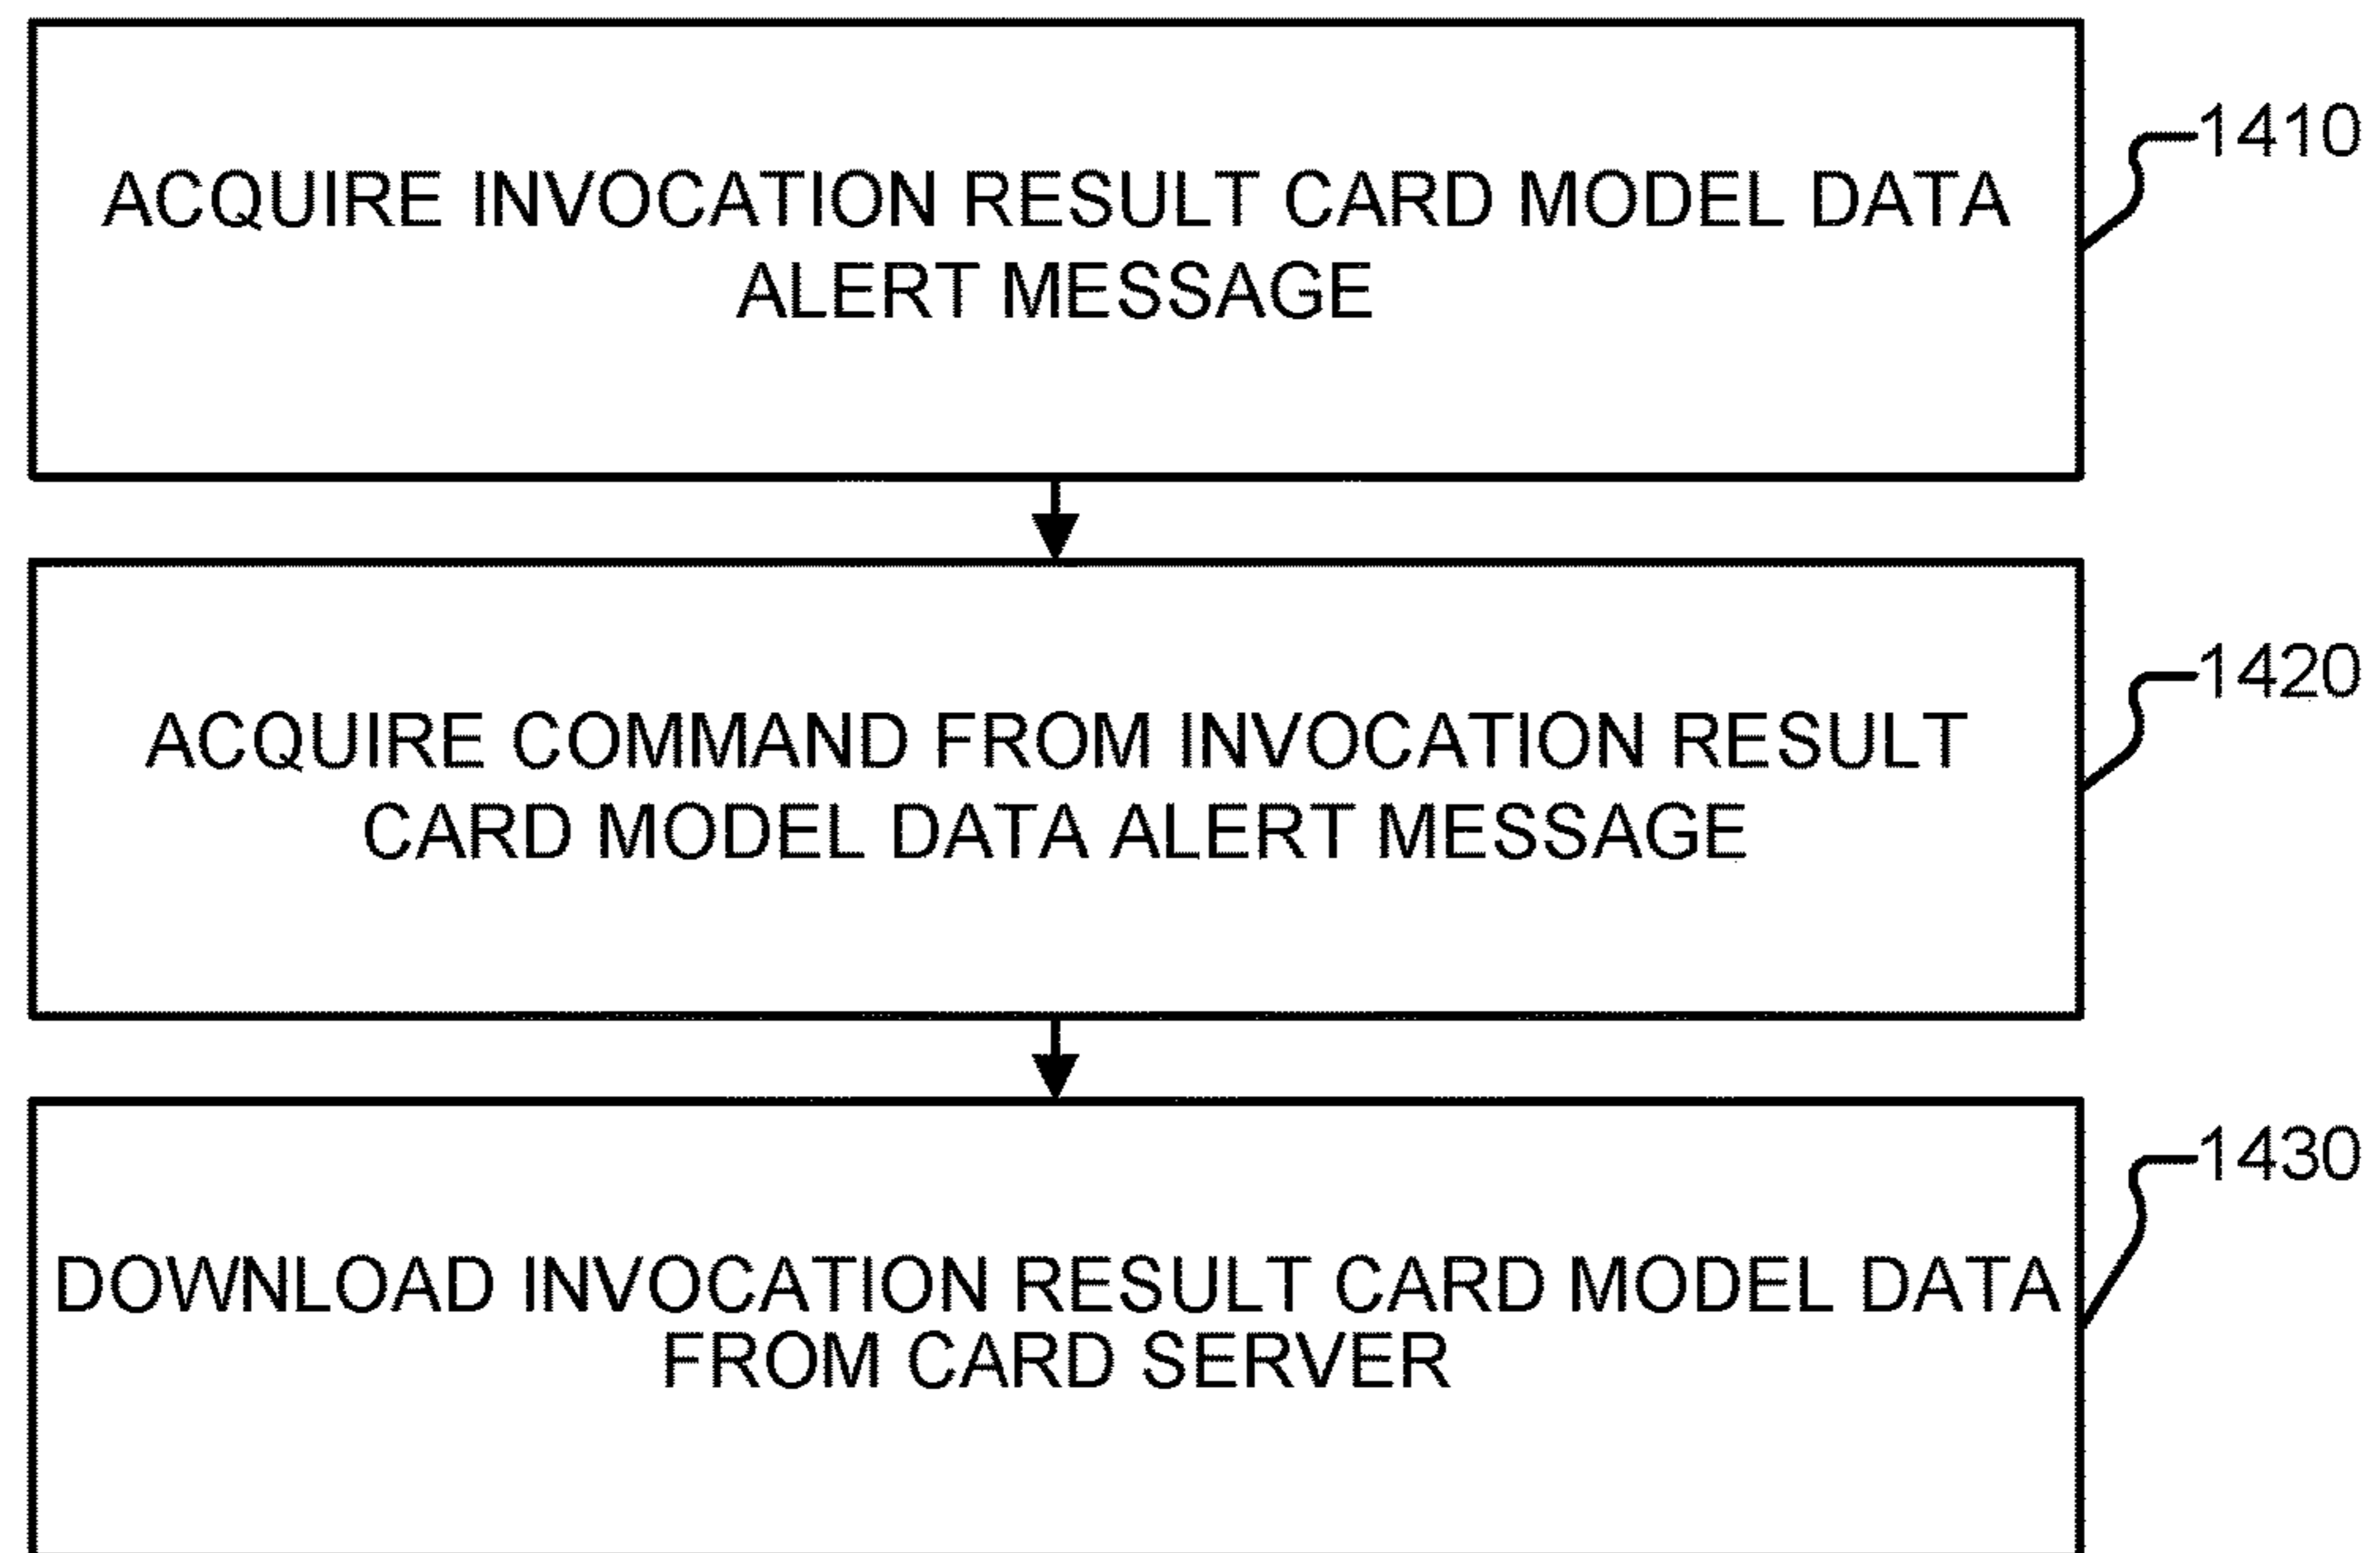 ACQUIRE INVOCATION RESULT CARD MODEL DATA
ALERT MESSAGE
1410
ACQUIRE COMMAND FROM INVOCATION RESULT
CARD MODEL DATA ALERT MESSAGE
1420
DOWNLOAD INVOCATION RESULT CARD MODEL DATA
FROM CARD SERVER
1430